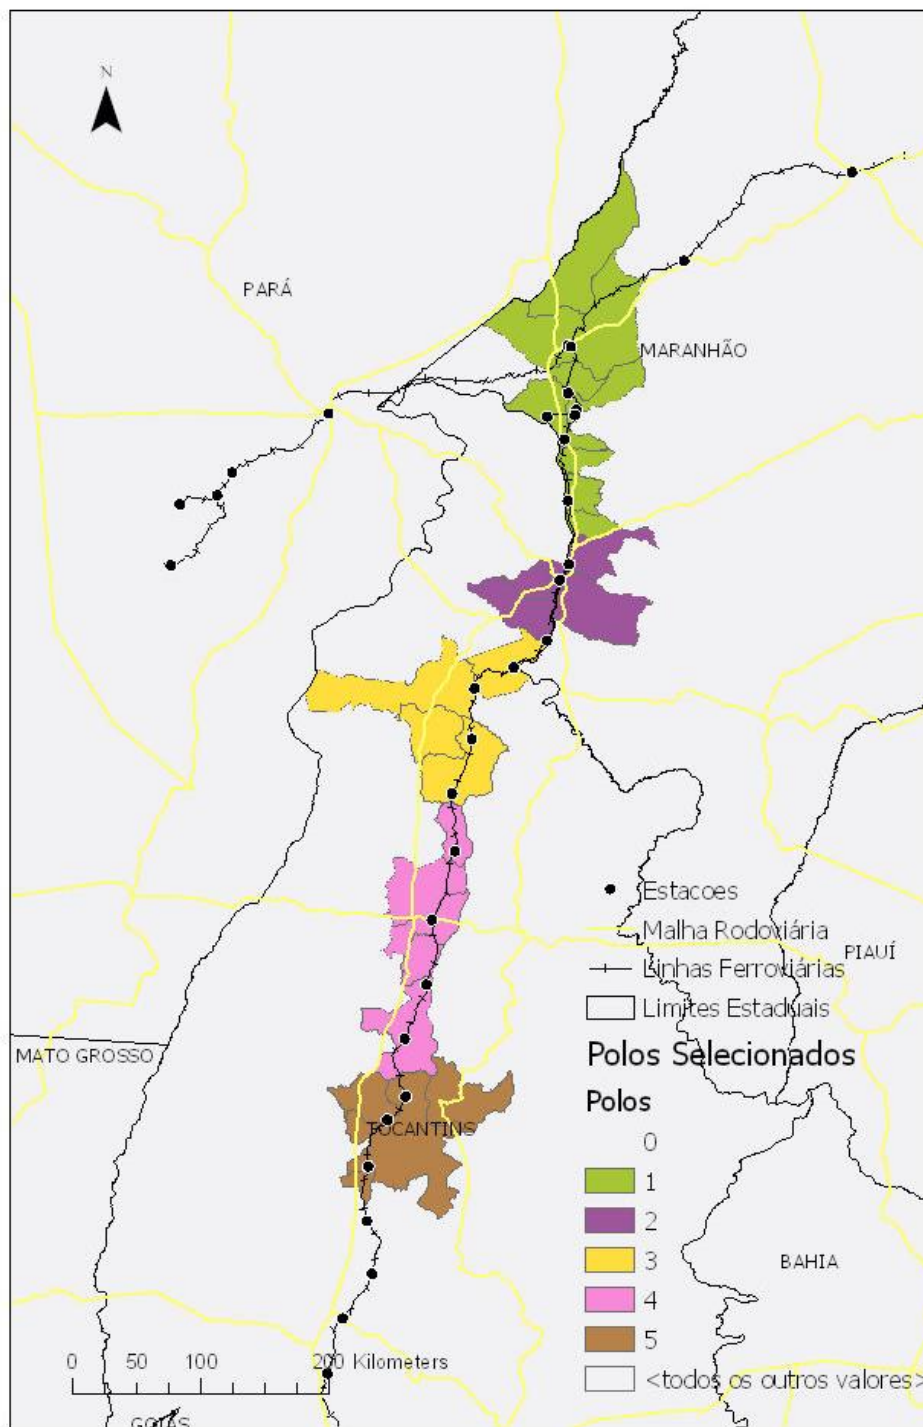 N
PARÁ
MARANHÃO
Estacoes
Malha Rodoviária
Linhas Ferroviárias
PIAUÍ
Limites Estaduais
MATO GROSSO
Polos Selecionados
Polos
TOCANTINS
0
1
2
3
BAHIA
4
5
0 50 100 200 Kilometers
<todos os outros valores>
GOIÁS